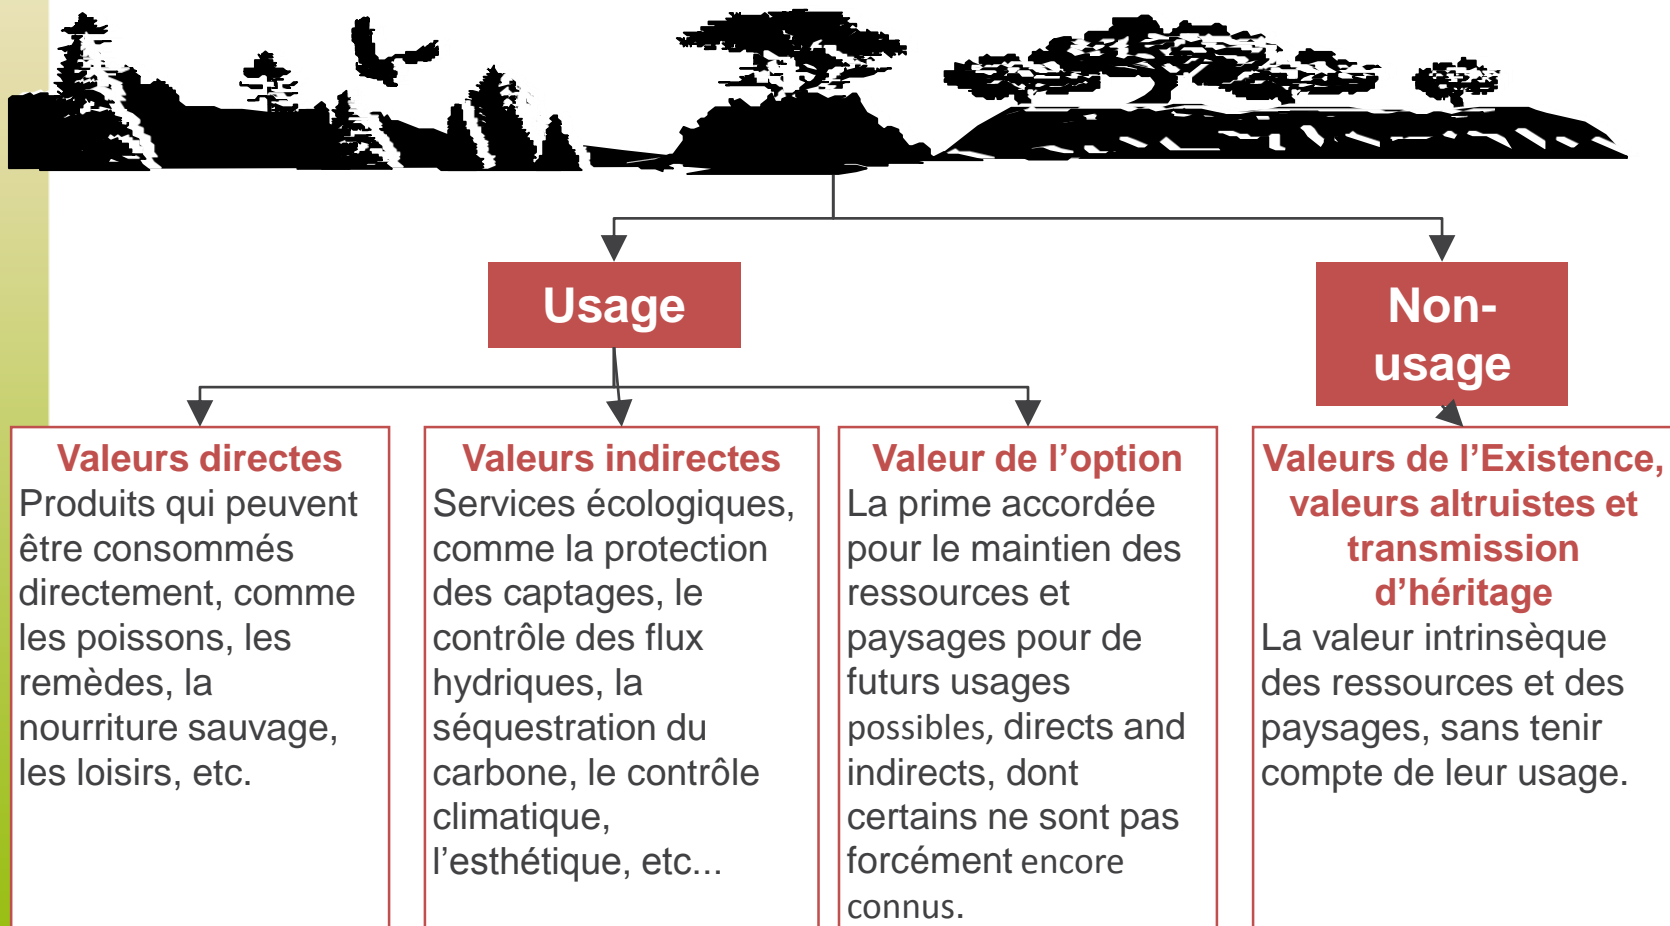 Usage
Non-
usage
Valeurs directes
Produits qui peuvent
être consommés
directement, comme
les poissons, les
remèdes, la
nourriture sauvage,
les loisirs, etc.
Valeurs indirectes
Services écologiques,
comme la protection
des captages, le
contrôle des flux
hydriques, la
séquestration du
carbone, le contrôle
climatique,
l’esthétique, etc...
Valeur de l’option
La prime accordée
pour le maintien des
ressources et
paysages pour de
futurs usages
possibles, directs and
indirects, dont
certains ne sont pas
forcément encore
connus.
Valeurs de l’Existence,
valeurs altruistes et
transmission
d’héritage
La valeur intrinsèque
des ressources et des
paysages, sans tenir
compte de leur usage.